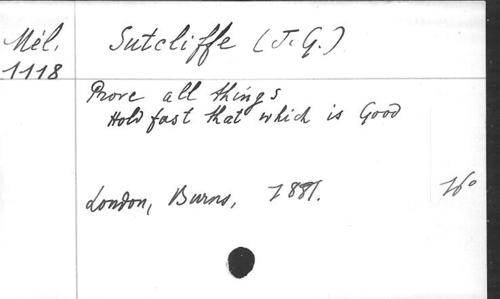 Mél. Sutcliffe (J. G.)
1118
Prove all things
Hold fast that which is Good
London, Burns, 1881. 16°